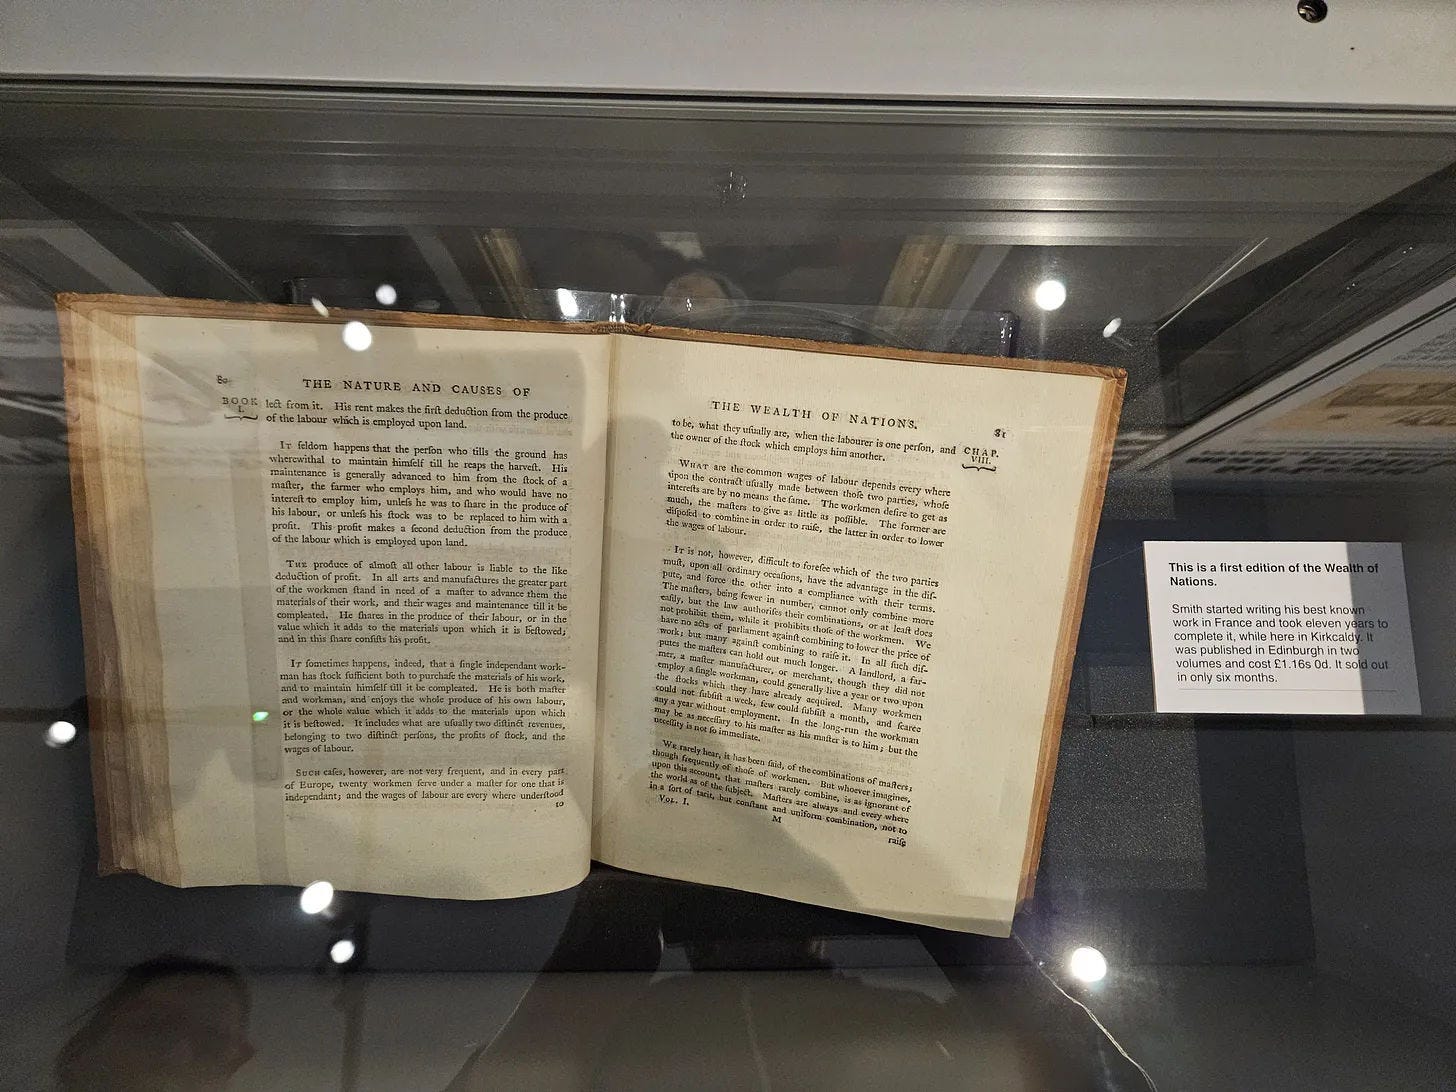 80 THE NATURE AND CAUSES OF
BOOK
I.
lect from it. His rent makes the firſt deduction from the produce
of the labour which is employed upon land.
IT ſeldom happens that the perſon who tills the ground has
wherewithal to maintain himſelf till he reaps the harveſt. His
maintenance is generally advanced to him from the ſtock of a
maſter, the farmer who employs him, and who would have no
intereſt to employ him, unleſs he was to ſhare in the produce of
his labour, or unleſs his ſtock was to be replaced to him with a
profit. This profit makes a ſecond deduction from the produce
of the labour which is employed upon land.
THE produce of almoſt all other labour is liable to the like
deduction of profit. In all arts and manufactures the greater part
of the workmen ſtand in need of a maſter to advance them the
materials of their work, and their wages and maintenance till it be
compleated. He ſhares in the produce of their labour, or in the
value which it adds to the materials upon which it is beſtowed;
and in this ſhare conſiſts his profit.
IT ſometimes happens, indeed, that a ſingle independant work-
man has ſtock ſufficient both to purchaſe the materials of his work,
and to maintain himſelf till it be compleated. He is both maſter
and workman, and enjoys the whole produce of his own labour,
or the whole value which it adds to the materials upon which
it is beſtowed. It includes what are uſually two diſtinct revenues,
belonging to two diſtinct perſons, the profits of ſtock, and the
wages of labour.
SUCH caſes, however, are not very frequent, and in every part
of Europe, twenty workmen ſerve under a maſter for one that is
independant; and the wages of labour are every where underſtood
to
THE WEALTH OF NATIONS. 81
CHAP.
VIII.
to be, what they uſually are, when the labourer is one perſon, and
the owner of the ſtock which employs him another.
WHAT are the common wages of labour depends every where
upon the contract uſually made between thoſe two parties, whoſe
intereſts are by no means the ſame. The workmen deſire to get as
much, the maſters to give as little as poſſible. The former are
diſpoſed to combine in order to raiſe, the latter in order to lower
the wages of labour.
IT is not, however, difficult to foreſee which of the two parties
muſt, upon all ordinary occaſions, have the advantage in the diſ-
pute, and force the other into a compliance with their terms.
The maſters, being fewer in number, cannot only combine more
eaſily, but the law authoriſes their combinations, or at leaſt does
not prohibit them, while it prohibits thoſe of the workmen. We
have no acts of parliament againſt combining to lower the price of
work; but many againſt combining to raiſe it. In all ſuch diſ-
putes the maſters can hold out much longer. A landlord, a far-
mer, a maſter manufacturer, or merchant, though they did not
employ a ſingle workman, could generally live a year or two upon
the ſtocks which they have already acquired. Many workmen
could not ſubſiſt a week, few could ſubſiſt a month, and ſcarce
any a year without employment. In the long-run the workman
may be as neceſſary to his maſter as his maſter is to him; but the
neceſſity is not ſo immediate.
WE rarely hear, it has been ſaid, of the combinations of maſters;
though frequently of thoſe of workmen. But whoever imagines,
upon this account, that maſters rarely combine, is as ignorant of
the world as of the ſubject. Maſters are always and every where
in a ſort of tacit, but conſtant and uniform combination, not to
VOL. I. M raiſe
This is a first edition of the Wealth of
Nations.
Smith started writing his best known
work in France and took eleven years to
complete it, while here in Kirkcaldy. It
was published in Edinburgh in two
volumes and cost £1.16s 0d. It sold out
in only six months.